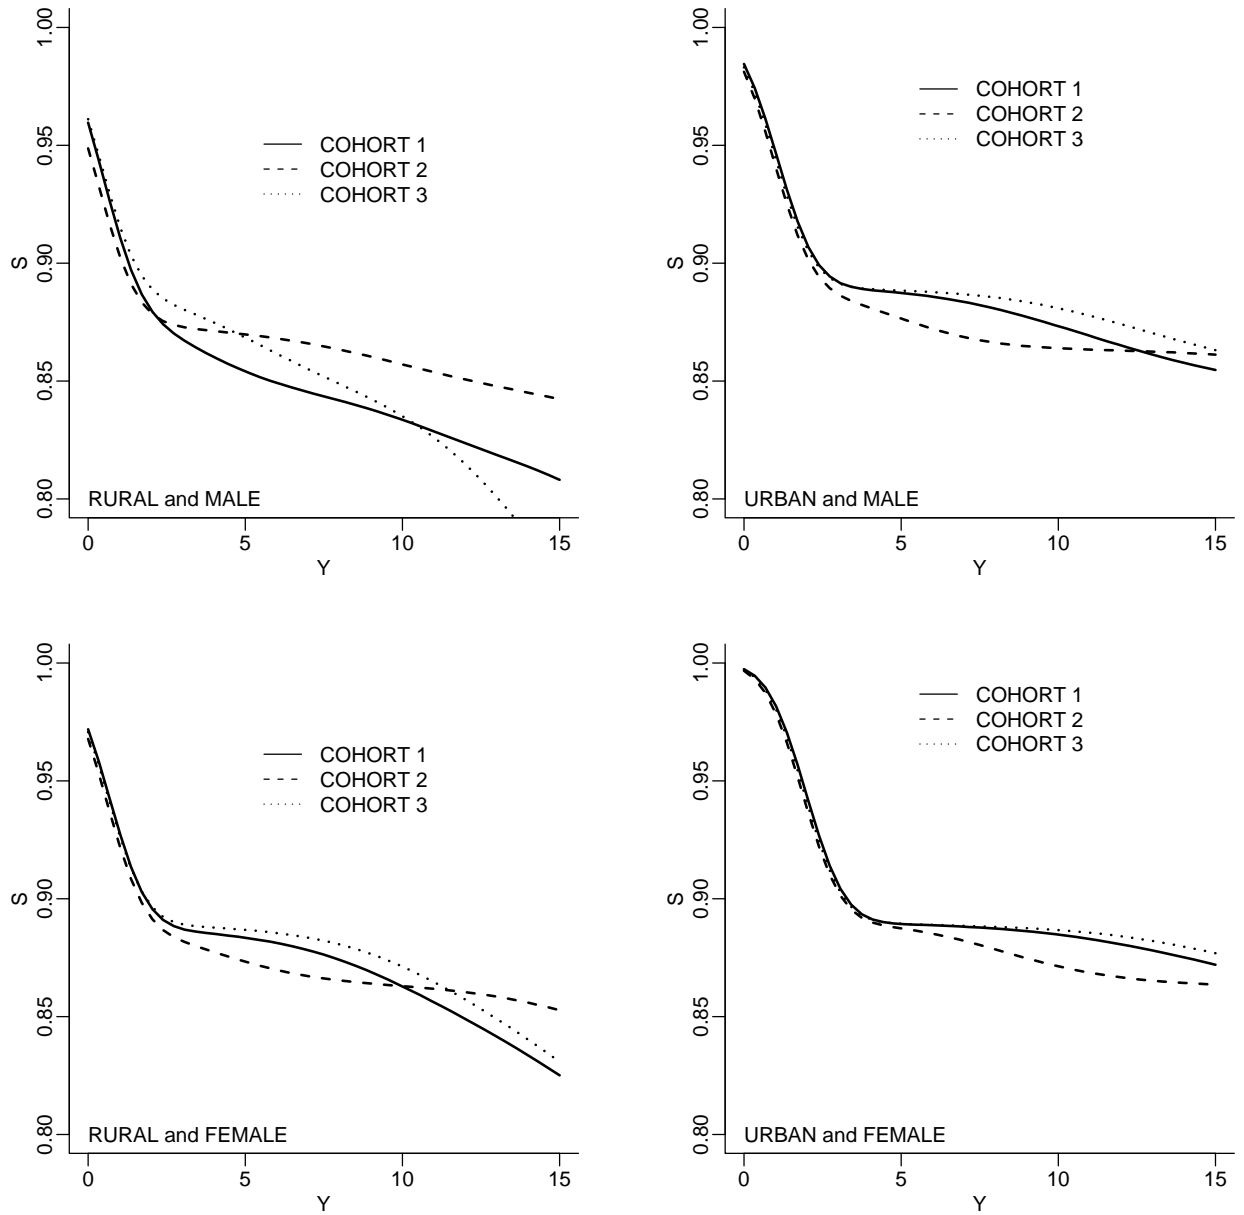 1.00
0.95
0.90
0.85
0.80
S
COHORT 1
COHORT 2
COHORT 3
RURAL and MALE
0 5 10 15
Y
1.00
0.95
0.90
0.85
0.80
S
COHORT 1
COHORT 2
COHORT 3
URBAN and MALE
0 5 10 15
Y
1.00
0.95
0.90
0.85
0.80
S
COHORT 1
COHORT 2
COHORT 3
RURAL and FEMALE
0 5 10 15
Y
1.00
0.95
0.90
0.85
0.80
S
COHORT 1
COHORT 2
COHORT 3
URBAN and FEMALE
0 5 10 15
Y